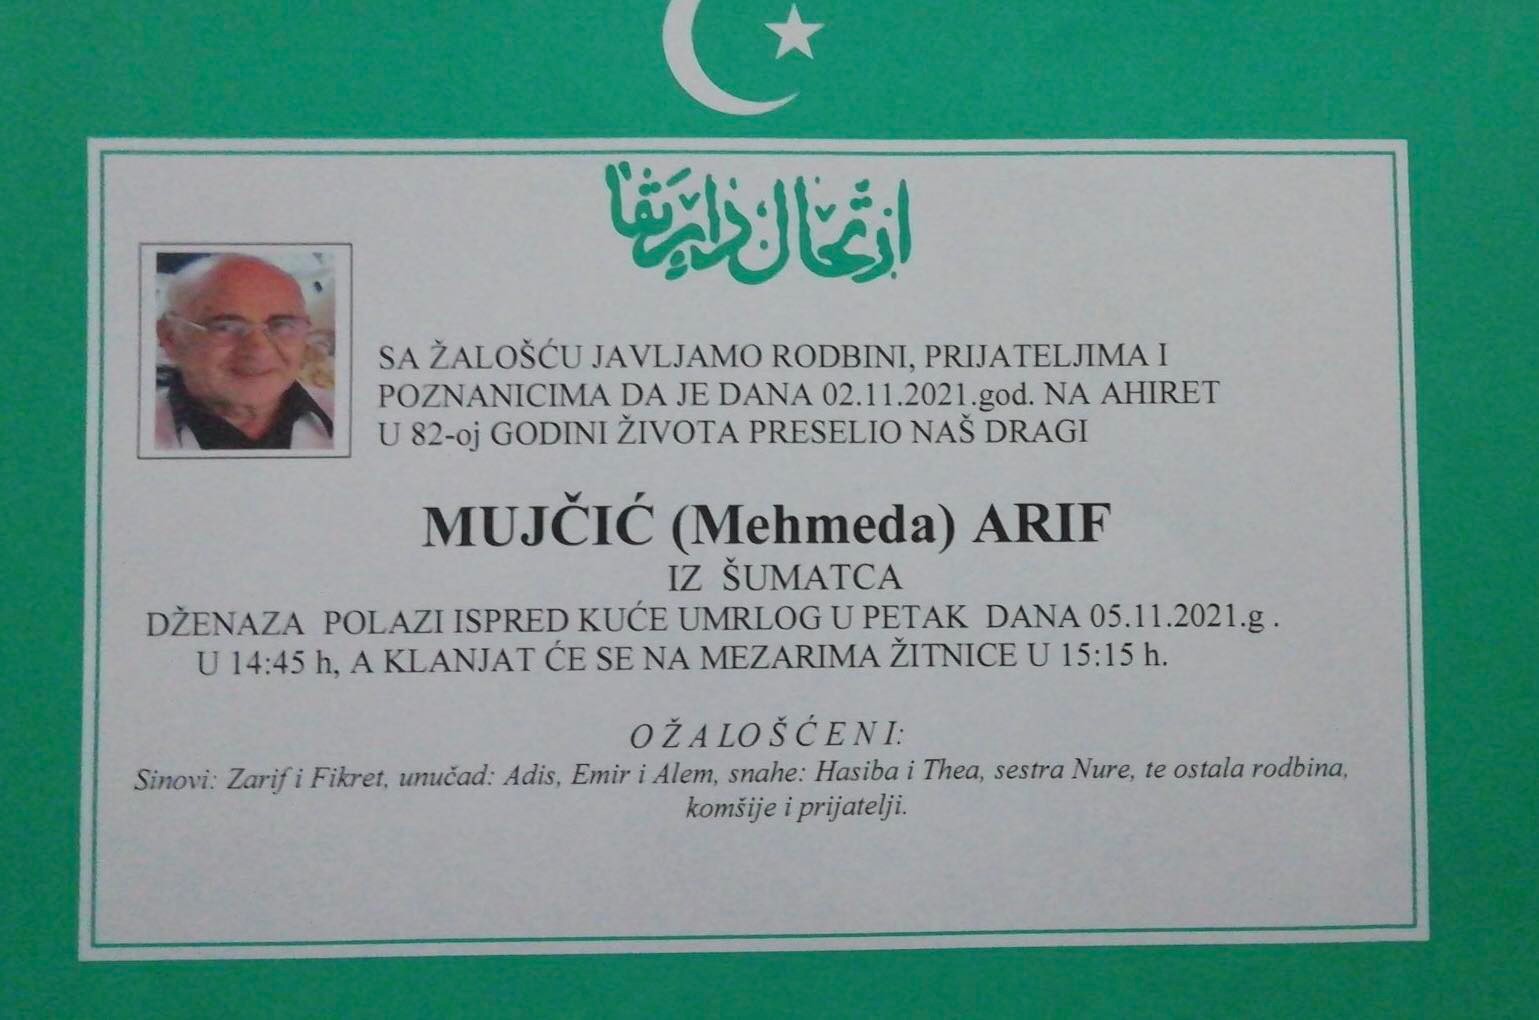 ارتحال دار بقا
SA ŽALOŠĆU JAVLJAMO RODBINI, PRIJATELJIMA I
POZNANICIMA DA JE DANA 02.11.2021.god. NA AHIRET
U 82-oj GODINI ŽIVOTA PRESELIO NAŠ DRAGI
MUJČIĆ (Mehmeda) ARIF
IZ ŠUMATCA
DŽENAZA POLAZI ISPRED KUĆE UMRLOG U PETAK DANA 05.11.2021.g .
U 14:45 h, A KLANJAT ĆE SE NA MEZARIMA ŽITNICE U 15:15 h.
O Ž A L O Š Ć E N I:
Sinovi: Zarif i Fikret, unučad: Adis, Emir i Alem, snahe: Hasiba i Thea, sestra Nure, te ostala rodbina,
komšije i prijatelji.